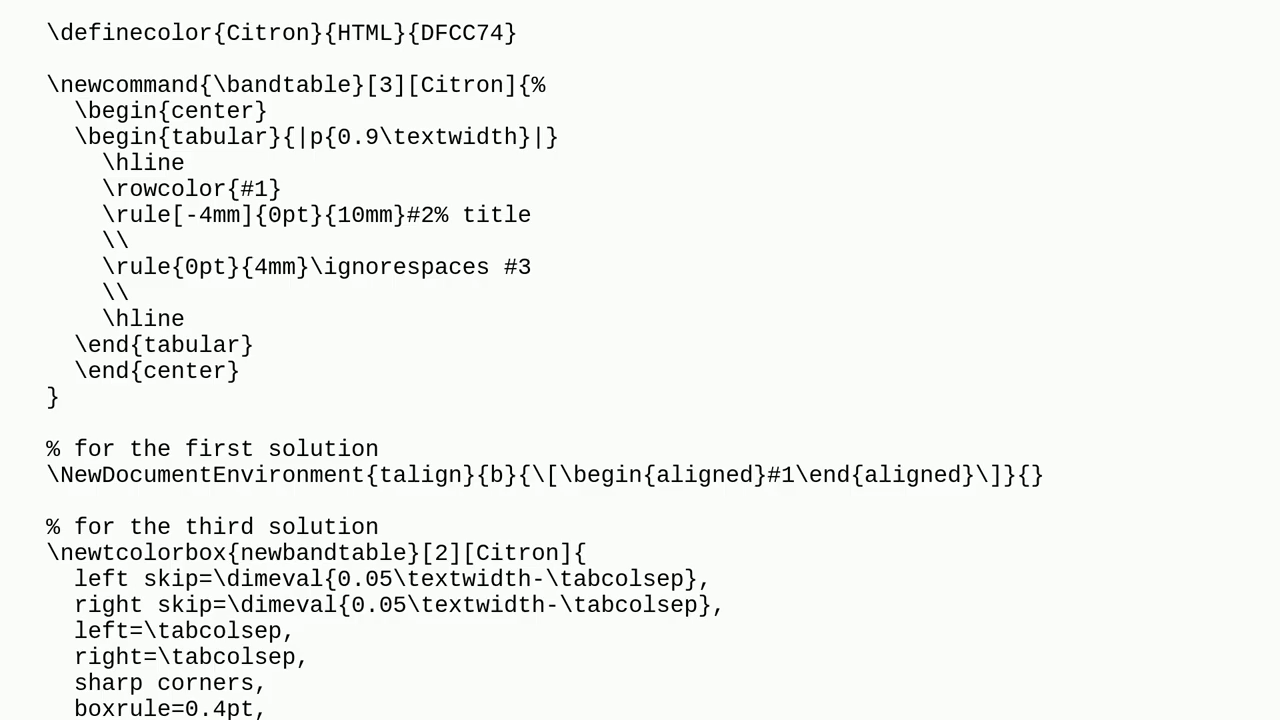 \definecolor{Citron}{HTML}{DFCC74}

\newcommand{\bandtable}[3][Citron]{%
  \begin{center}
  \begin{tabular}{|p{0.9\textwidth}|}
    \hline
    \rowcolor{#1}
    \rule[-4mm]{0pt}{10mm}#2% title
    \\
    \rule{0pt}{4mm}\ignorespaces #3
    \\
    \hline
  \end{tabular}
  \end{center}
}

% for the first solution
\NewDocumentEnvironment{talign}{b}{\[\begin{aligned}#1\end{aligned}\]}{}

% for the third solution
\newtcolorbox{newbandtable}[2][Citron]{
  left skip=\dimeval{0.05\textwidth-\tabcolsep},
  right skip=\dimeval{0.05\textwidth-\tabcolsep},
  left=\tabcolsep,
  right=\tabcolsep,
  sharp corners,
  boxrule=0.4pt,